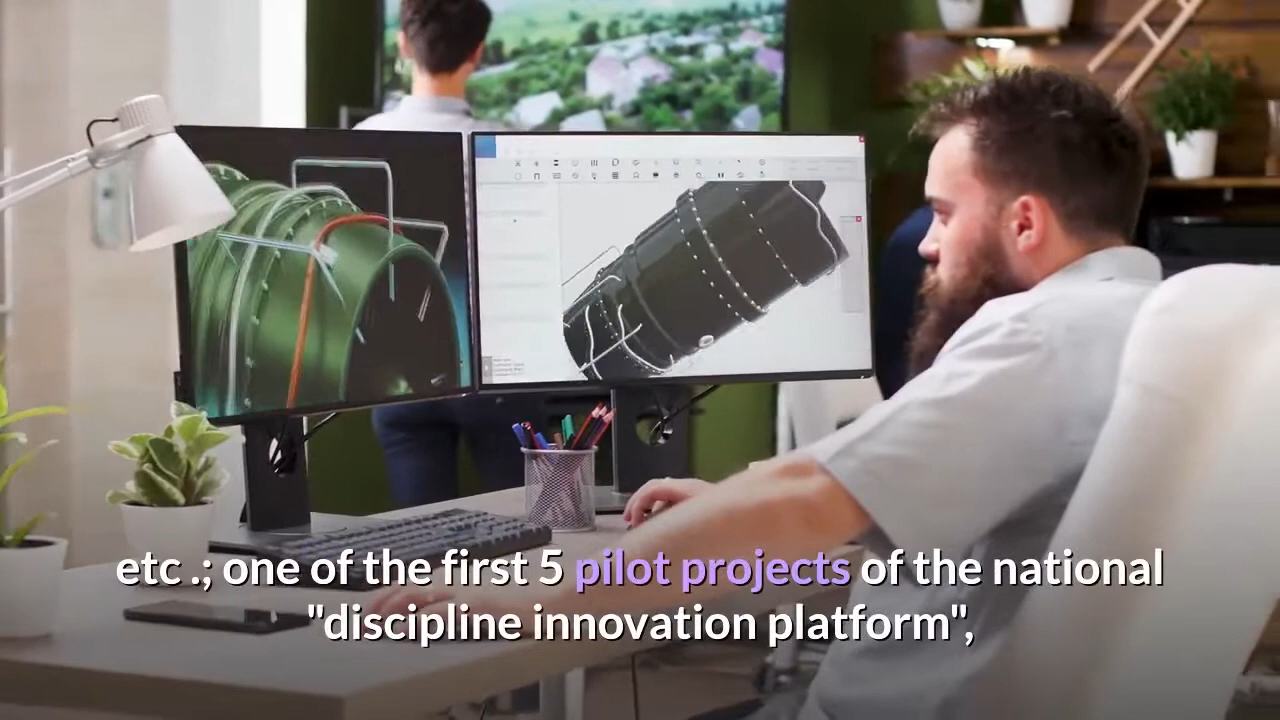 etc .; one of the first 5 pilot projects of the national
"discipline innovation platform",